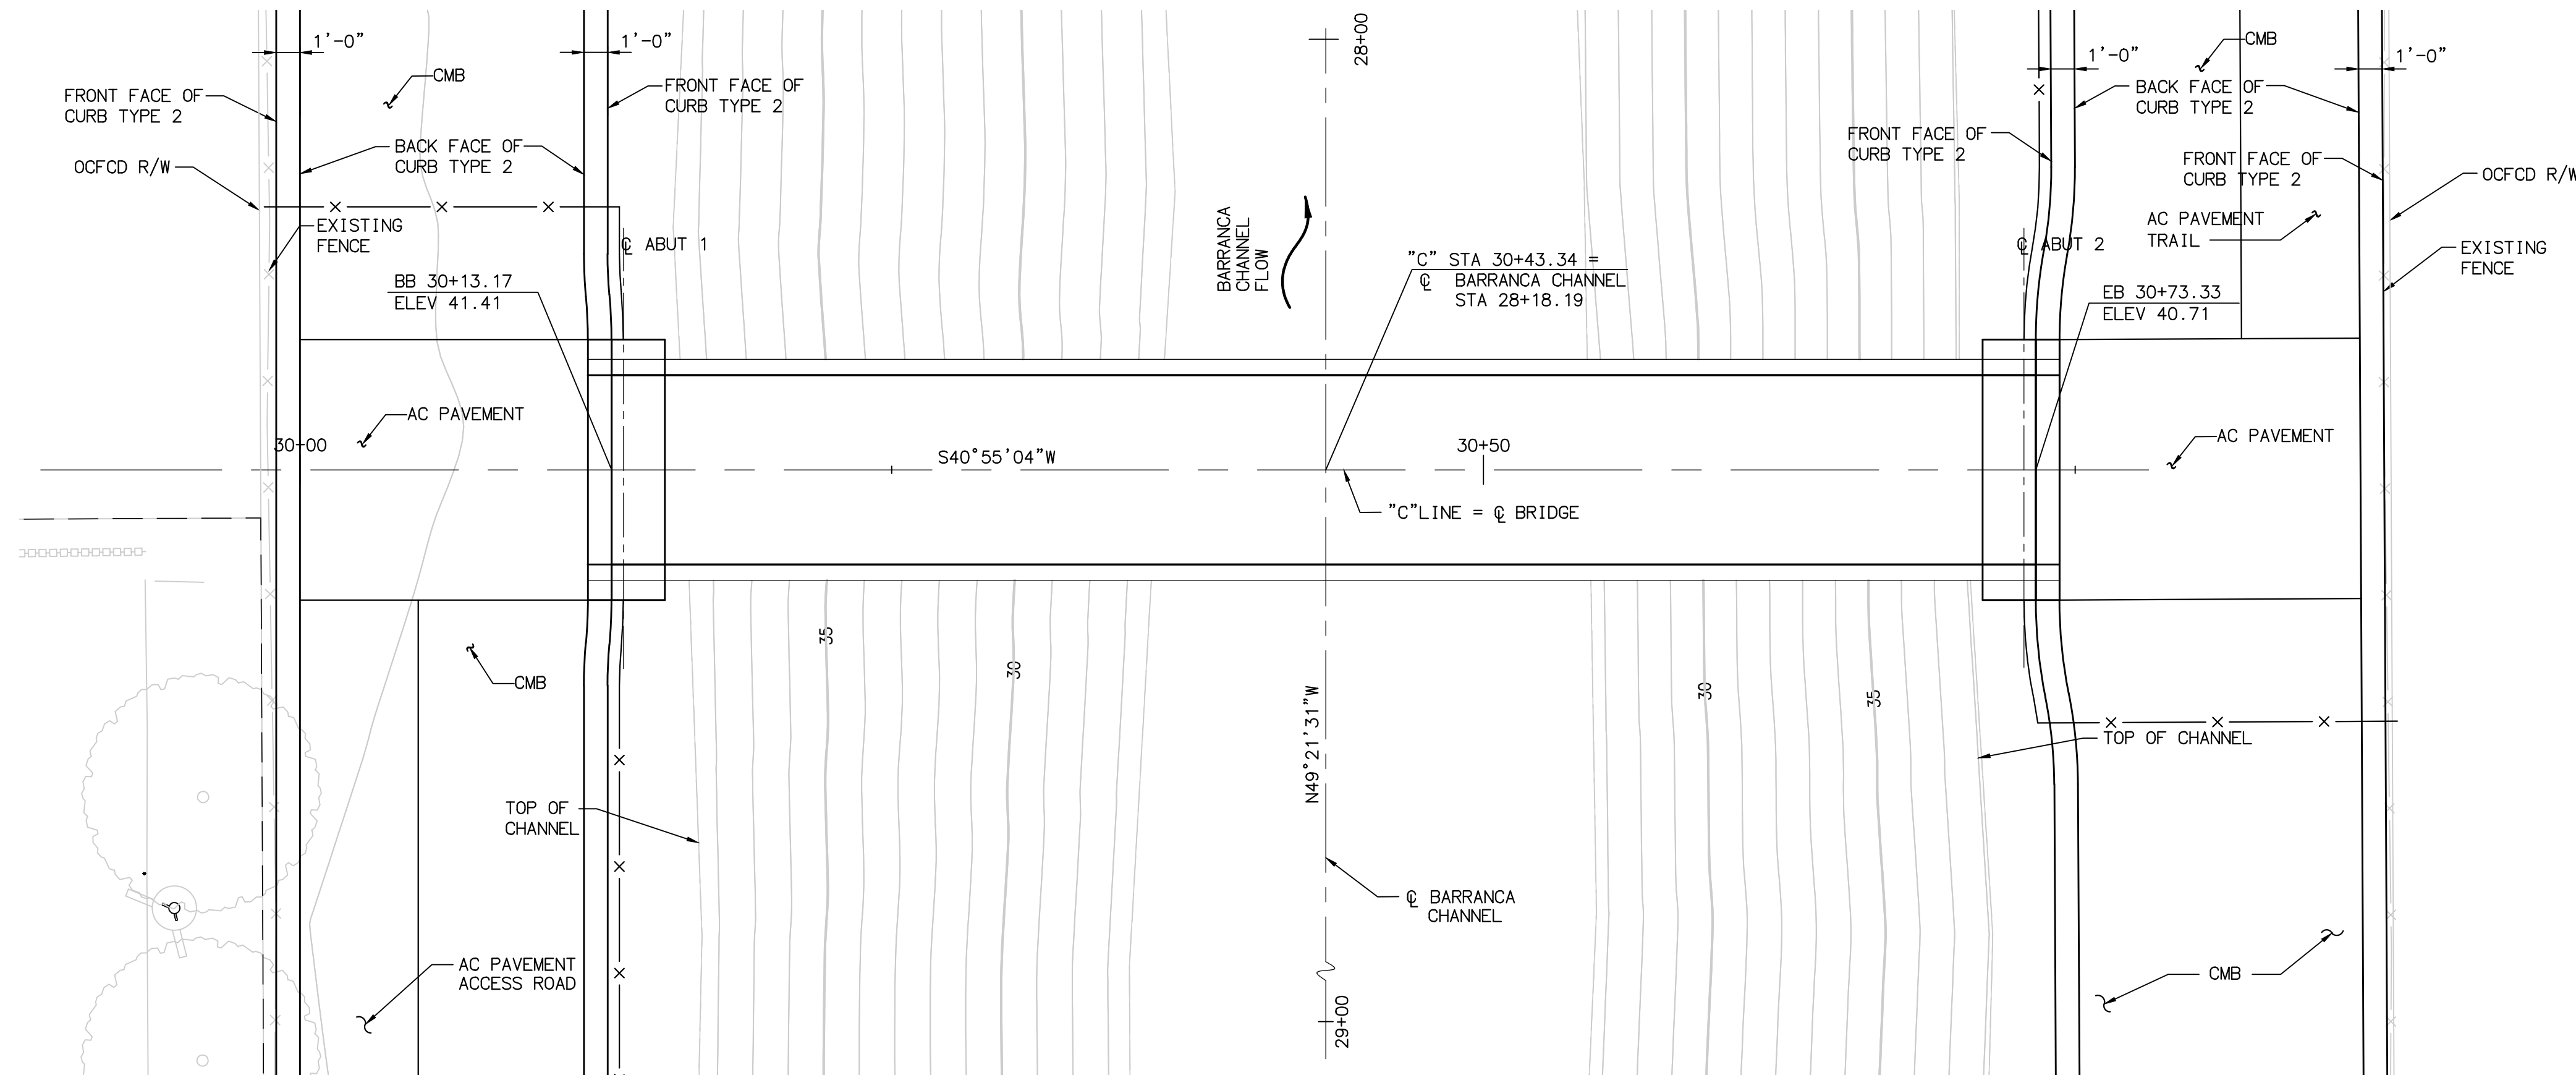 1'-0"
1'-0"
28+00
1'-0"
1'-0"
CMB
CMB
FRONT FACE OF
CURB TYPE 2
FRONT FACE OF
CURB TYPE 2
BACK FACE OF
CURB TYPE 2
BACK FACE OF
CURB TYPE 2
FRONT FACE OF
CURB TYPE 2
FRONT FACE OF
CURB TYPE 2
OCFCD R/W
OCFCD R/W
EXISTING
FENCE
℄ ABUT 1
BARRANCA
CHANNEL
FLOW
℄ ABUT 2
AC PAVEMENT
TRAIL
EXISTING
FENCE
BB 30+13.17
ELEV 41.41
"C" STA 30+43.34 =
℄ BARRANCA CHANNEL
STA 28+18.19
EB 30+73.33
ELEV 40.71
AC PAVEMENT
30+00
S40°55'04"W
30+50
AC PAVEMENT
"C"LINE = ℄ BRIDGE
35
30
30
35
CMB
N49°21'31"W
TOP OF CHANNEL
TOP OF
CHANNEL
℄ BARRANCA
CHANNEL
AC PAVEMENT
ACCESS ROAD
CMB
29+00